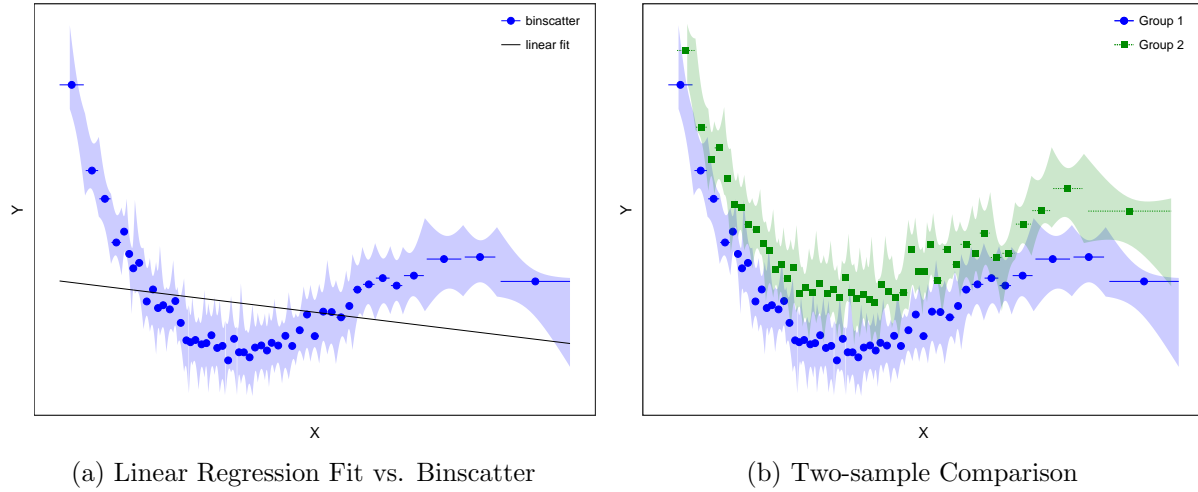 binscatter
linear fit
Y
X
(a) Linear Regression Fit vs. Binscatter
Group 1
Group 2
Y
X
(b) Two-sample Comparison